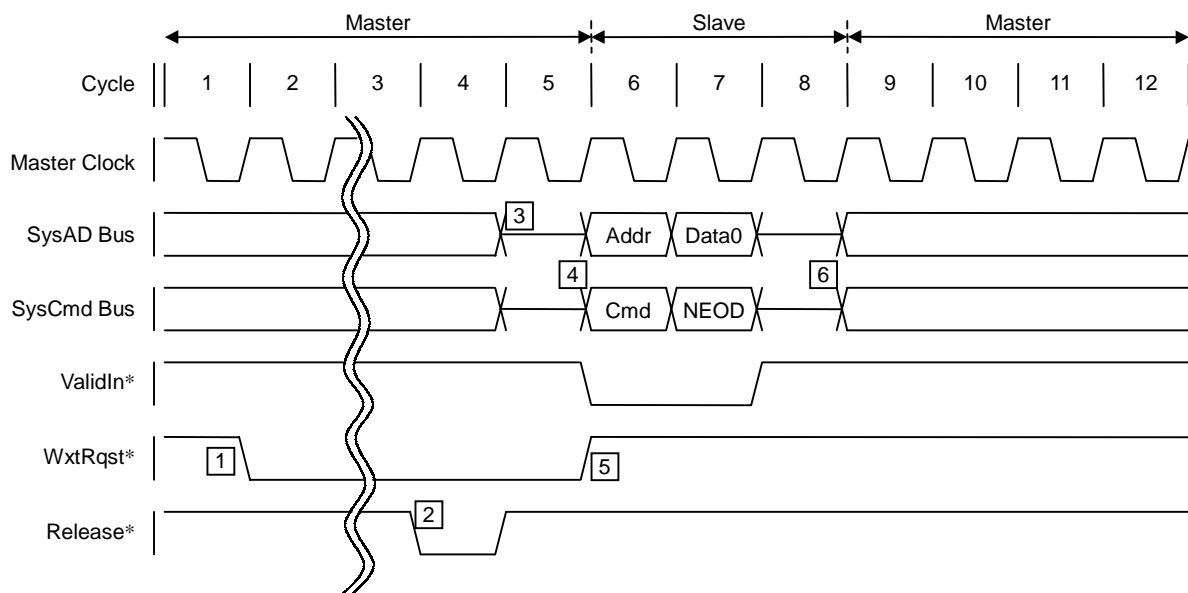 Master Slave Master
Cycle 1 2 3 4 5 6 7 8 9 10 11 12
Master Clock
3
SysAD Bus Addr Data0
4 6
SysCmd Bus Cmd NEOD
ValidIn*
WxtRqst* 1 5
Release* 2